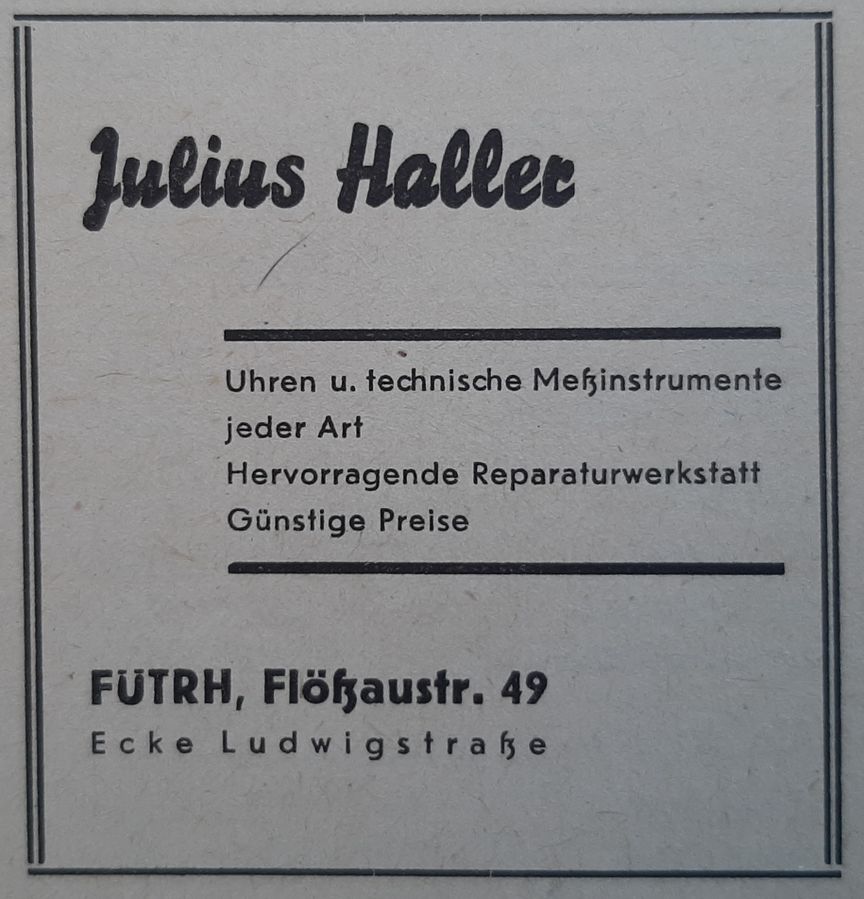 Julius Haller
Uhren u. technische Meßinstrumente
jeder Art
Hervorragende Reparaturwerkstatt
Günstige Preise
FÜTRH, Flößaustr. 49
Ecke Ludwigstraße